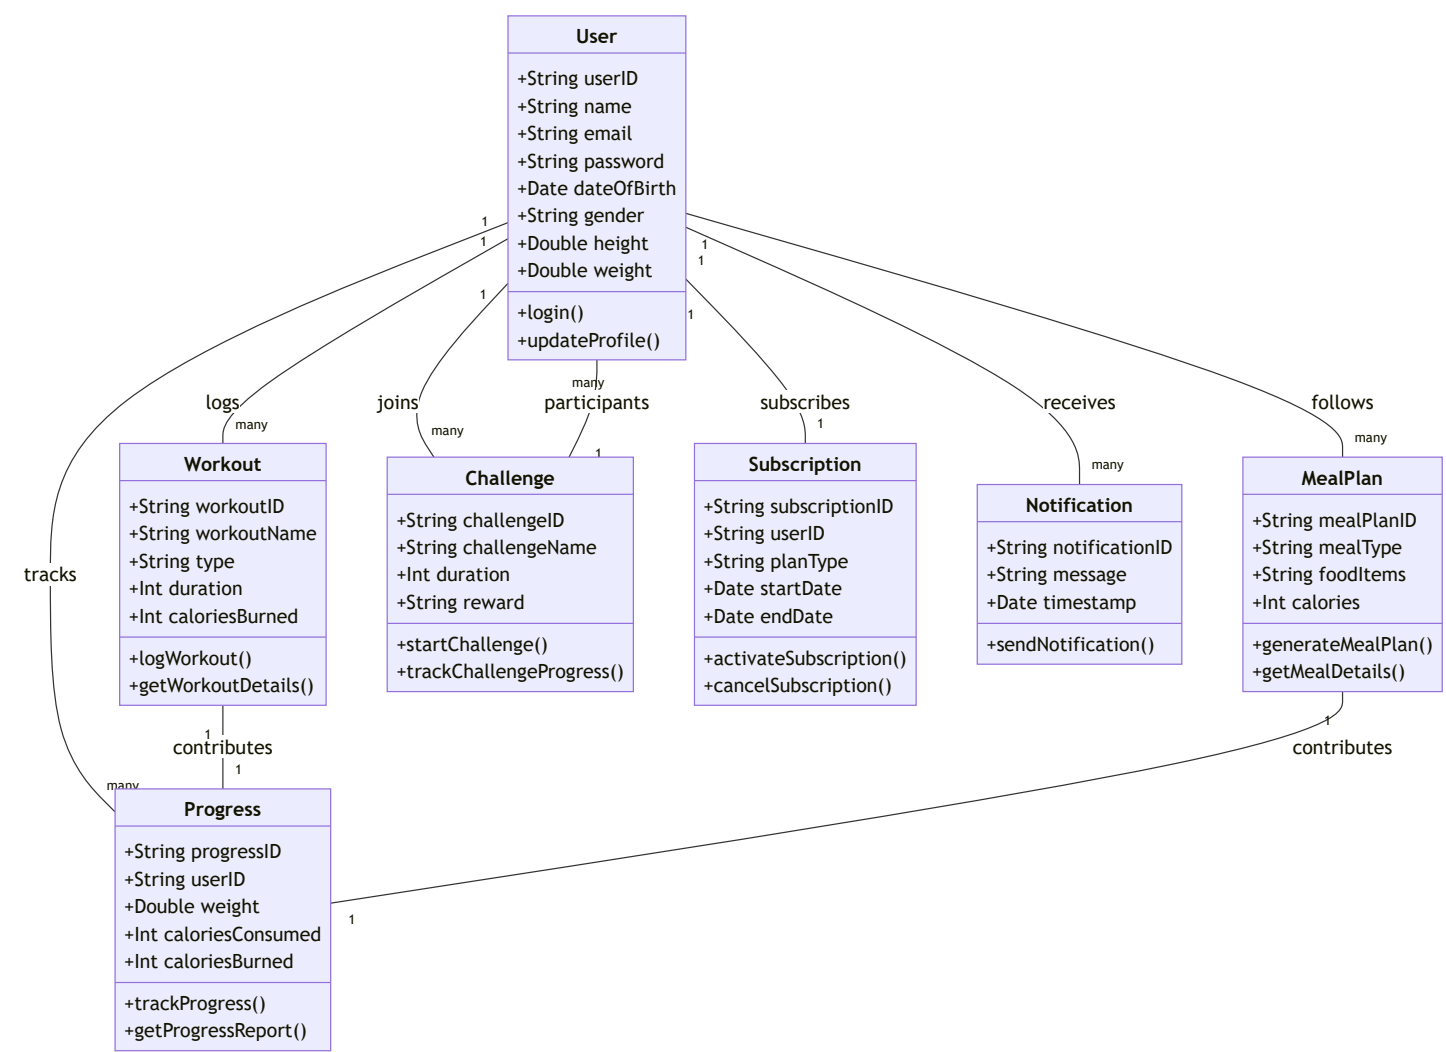 User
+String userID
+String name
+String email
+String password
+Date dateOfBirth
+String gender
+Double height
+Double weight
+login()
+updateProfile()
1
1
1
1
1
1
many
logs
joins
participants
subscribes
receives
follows
many
many
1
1
many
many
Workout
+String workoutID
+String workoutName
+String type
+Int duration
+Int caloriesBurned
+logWorkout()
+getWorkoutDetails()
Challenge
+String challengeID
+String challengeName
+Int duration
+String reward
+startChallenge()
+trackChallengeProgress()
Subscription
+String subscriptionID
+String userID
+String planType
+Date startDate
+Date endDate
+activateSubscription()
+cancelSubscription()
Notification
+String notificationID
+String message
+Date timestamp
+sendNotification()
MealPlan
+String mealPlanID
+String mealType
+String foodItems
+Int calories
+generateMealPlan()
+getMealDetails()
tracks
1
contributes
1
1
contributes
many
Progress
+String progressID
+String userID
+Double weight
+Int caloriesConsumed
+Int caloriesBurned
+trackProgress()
+getProgressReport()
1